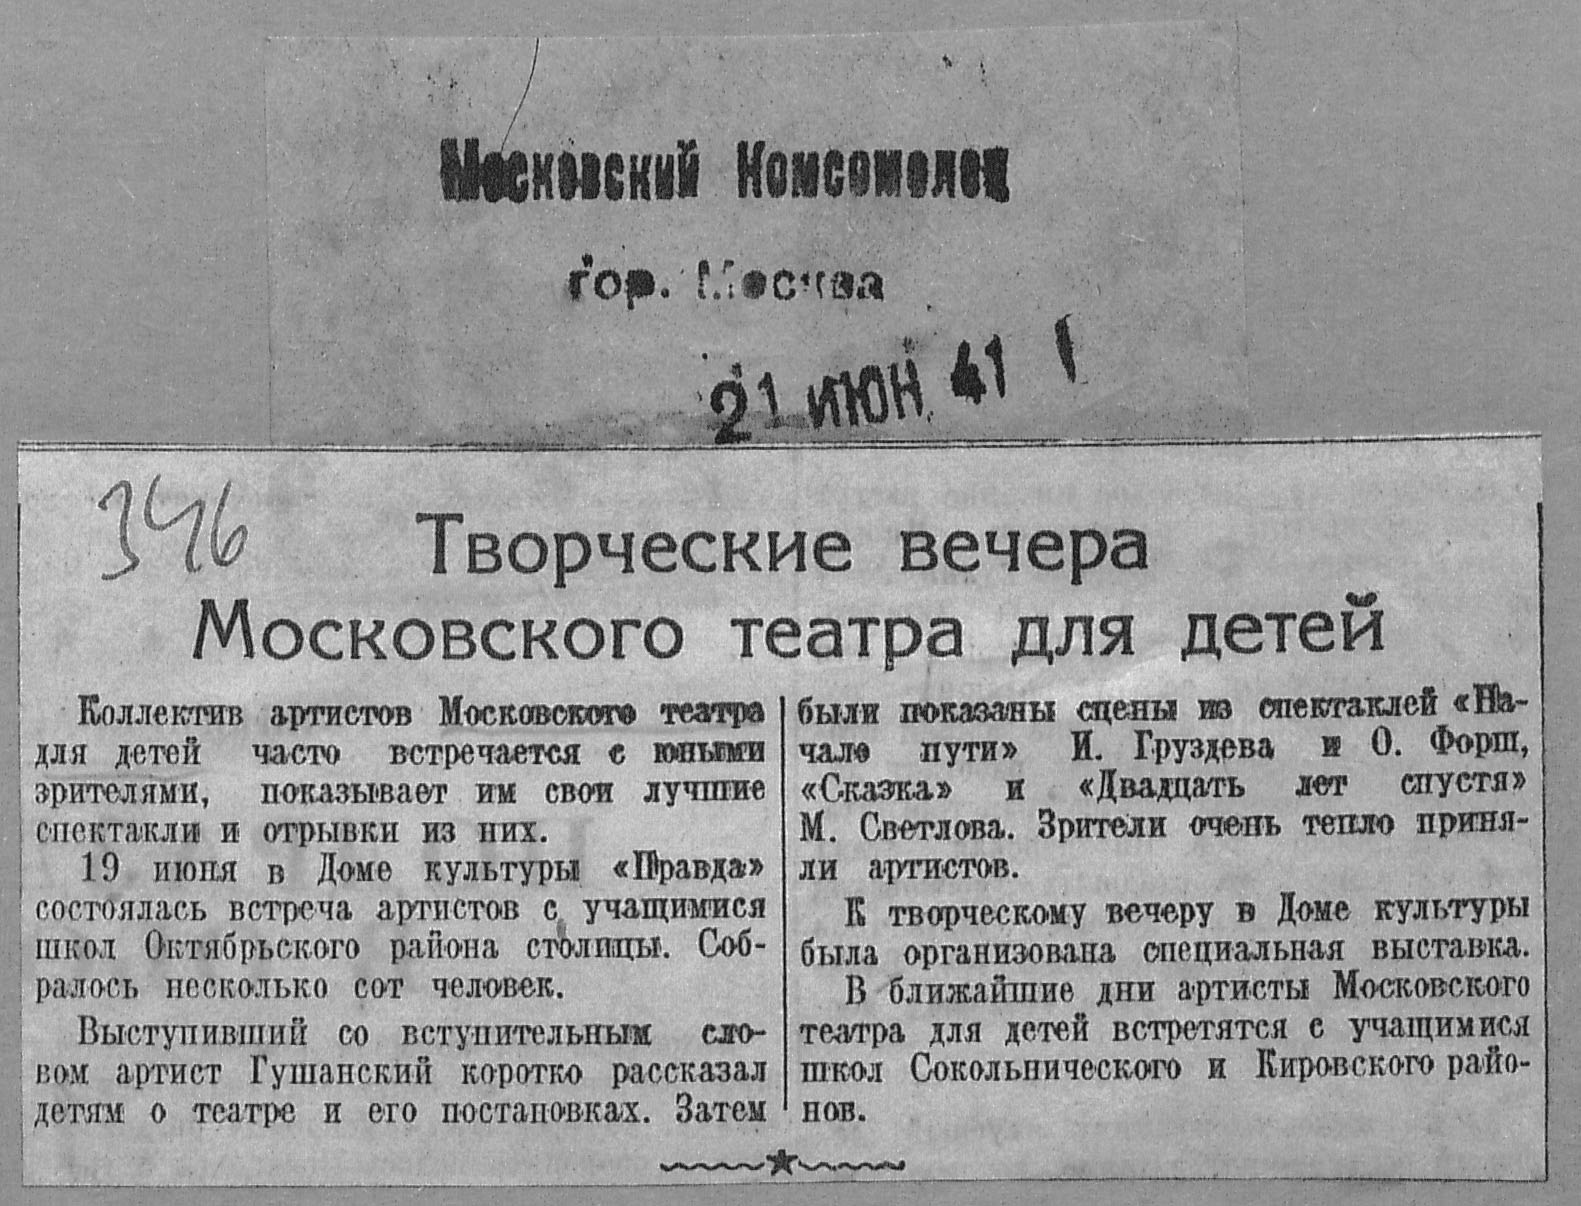 Московский Комсомолец
гор. Москва
21 ИЮН 41
346
Творческие вечера
Московского театра для детей
Коллектив артистов Московского театра
для детей часто встречается с юными
зрителями, показывает им свои лучшие
спектакли и отрывки из них.
19 июня в Доме культуры «Правда»
состоялась встреча артистов с учащимися
школ Октябрьского района столицы. Соб-
ралось несколько сот человек.
Выступивший со вступительным сло-
вом артист Гушанский коротко рассказал
детям о театре и его постановках. Затем
были показаны сцены из спектаклей «На-
чало пути» И. Груздева и О. Форш,
«Сказка» и «Двадцать лет спустя»
М. Светлова. Зрители очень тепло приня-
ли артистов.
К творческому вечеру в Доме культуры
была организована специальная выставка.
В ближайшие дни артисты Московского
театра для детей встретятся с учащимися
школ Сокольнического и Кировского райо-
нов.